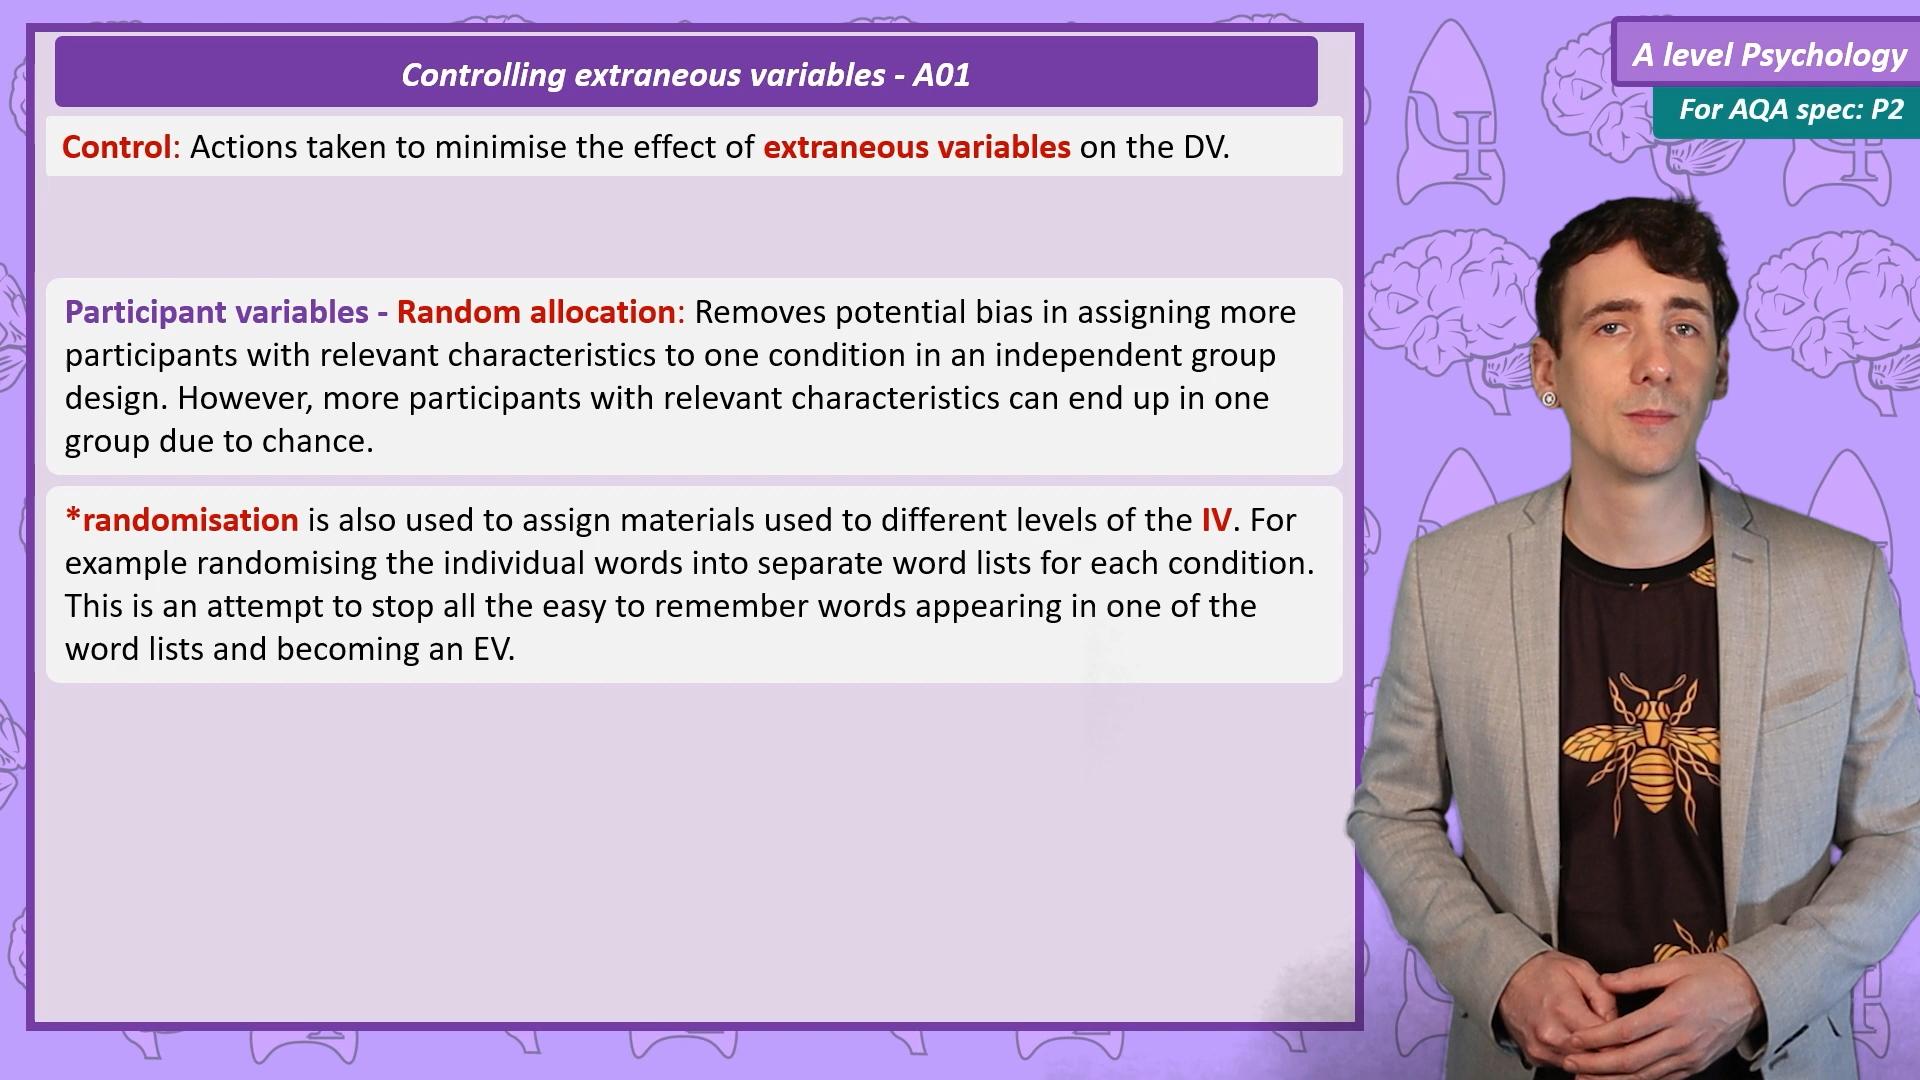 Controlling extraneous variables - A01
A level Psychology
For AQA spec: P2
Control: Actions taken to minimise the effect of extraneous variables on the DV.
Participant variables - Random allocation: Removes potential bias in assigning more
participants with relevant characteristics to one condition in an independent group
design. However, more participants with relevant characteristics can end up in one
group due to chance.
*randomisation is also used to assign materials used to different levels of the IV. For
example randomising the individual words into separate word lists for each condition.
This is an attempt to stop all the easy to remember words appearing in one of the
word lists and becoming an EV.